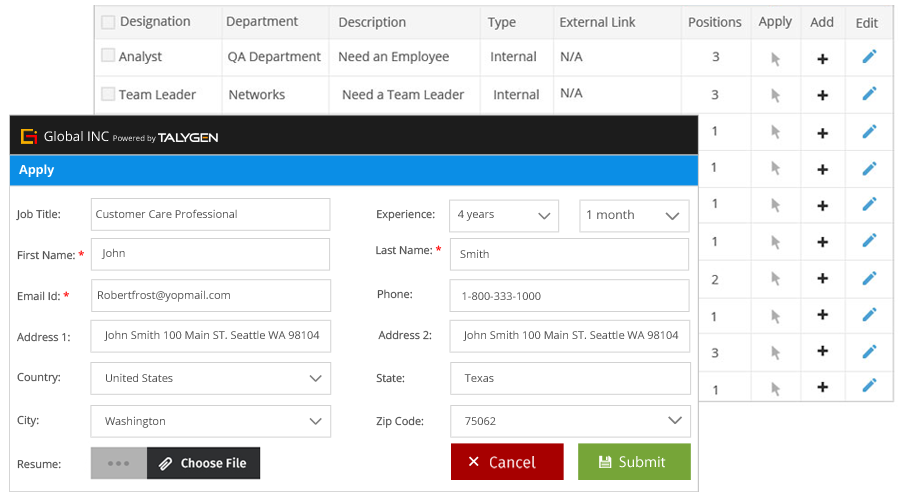 Designation Department Description Type External Link Positions Apply Add Edit
Analyst QA Department Need an Employee Internal N/A 3
Team Leader Networks Need a Team Leader Internal N/A 3
1
1
1
1
2
1
3
1
Global INC Powered by TALYGEN
Apply
Job Title: Customer Care Professional Experience: 4 years 1 month
First Name: * John Last Name: * Smith
Email Id: * Robertfrost@yopmail.com Phone: 1-800-333-1000
Address 1: John Smith 100 Main ST. Seattle WA 98104 Address 2: John Smith 100 Main ST. Seattle WA 98104
Country: United States State: Texas
City: Washington Zip Code: 75062
Resume: Choose File Cancel Submit